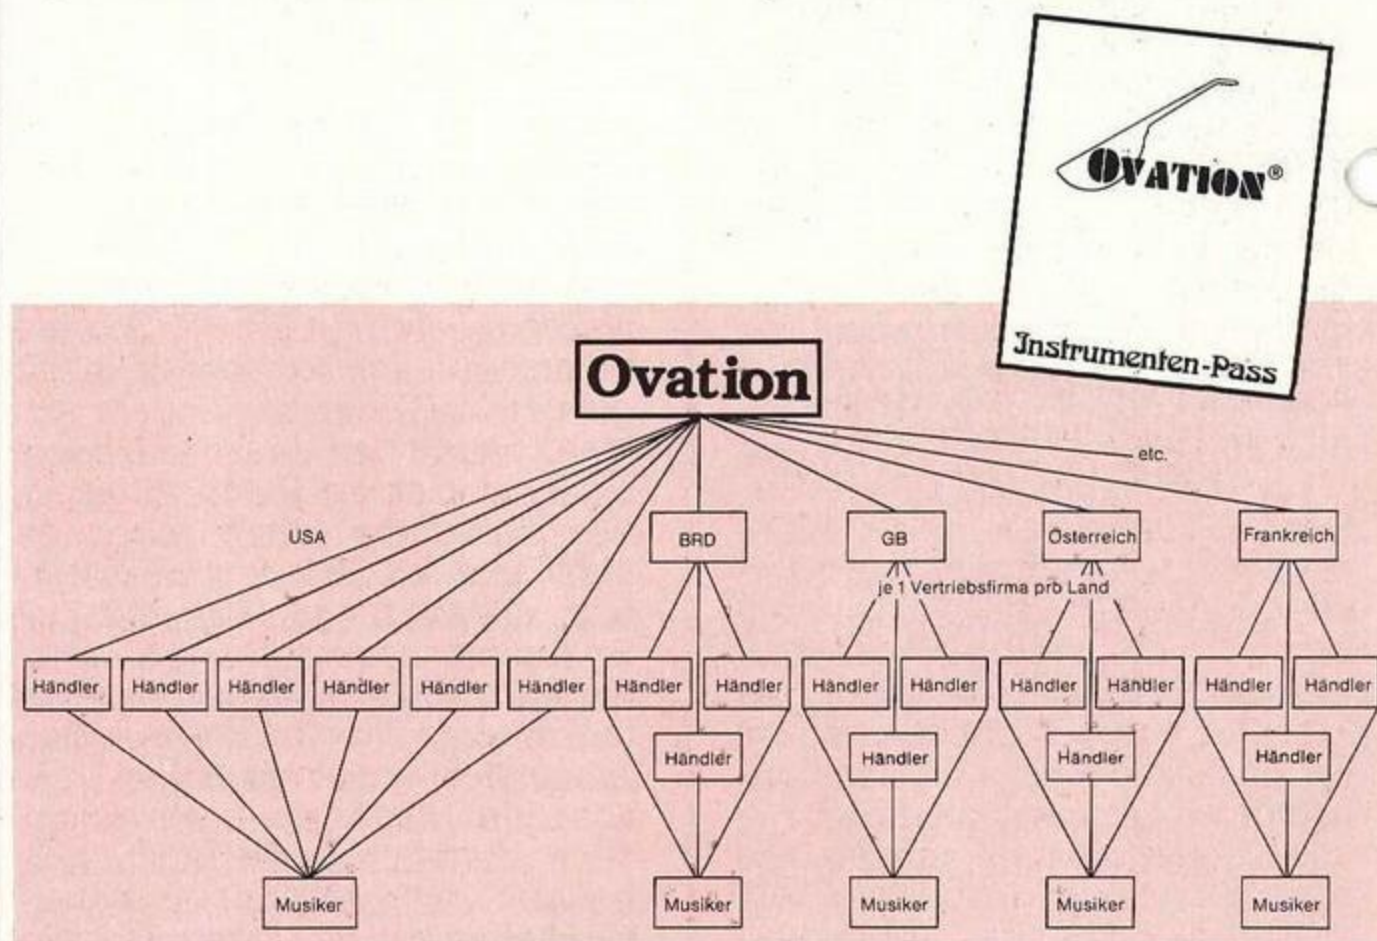 OVATION®
Instrumenten-Pass
Ovation
etc.
USA
BRD
GB
Österreich
Frankreich
je 1 Vertriebsfirma pro Land
Händler Händler Händler Händler Händler Händler Händler Händler Händler Händler Händler Händler Händler Händler
Händler Händler Händler Händler
Musiker Musiker Musiker Musiker Musiker